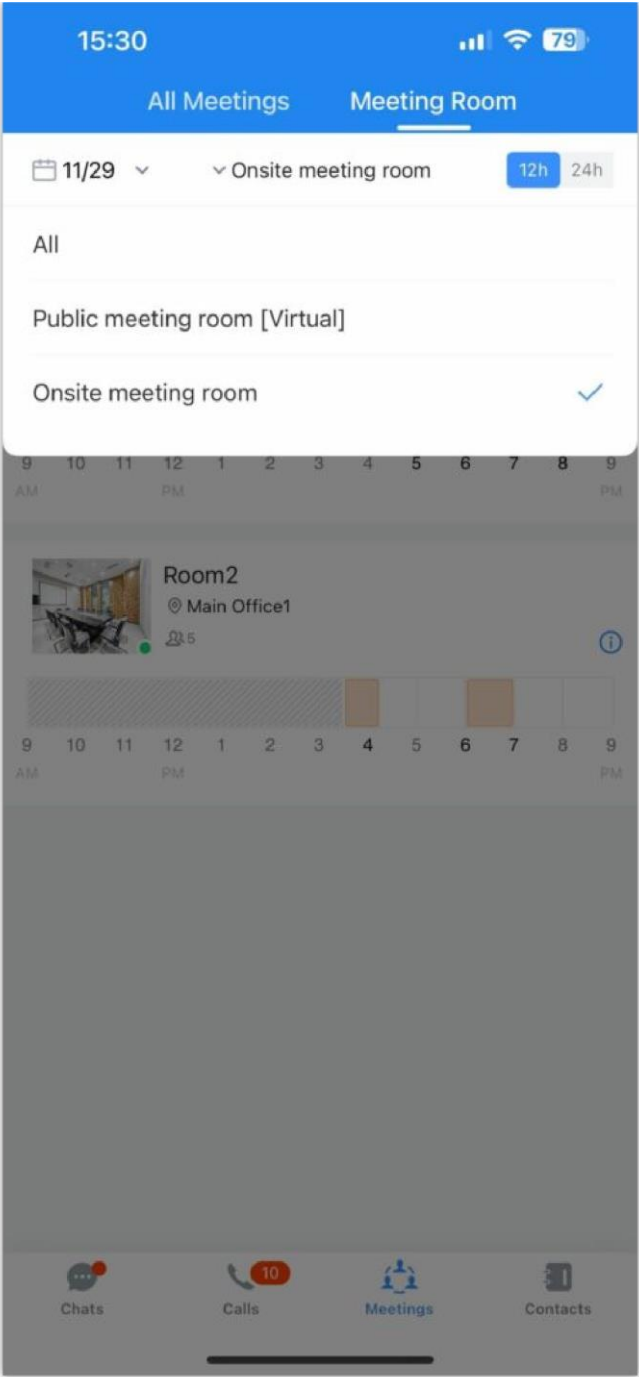 15:30 79
All Meetings Meeting Room
11/29 Onsite meeting room 12h 24h
All
Public meeting room [Virtual]
Onsite meeting room
9 10 11 12 1 2 3 4 5 6 7 8 9
AM PM PM
Room2
Main Office1
5
9 10 11 12 1 2 3 4 5 6 7 8 9
AM PM PM
10
Chats Calls Meetings Contacts